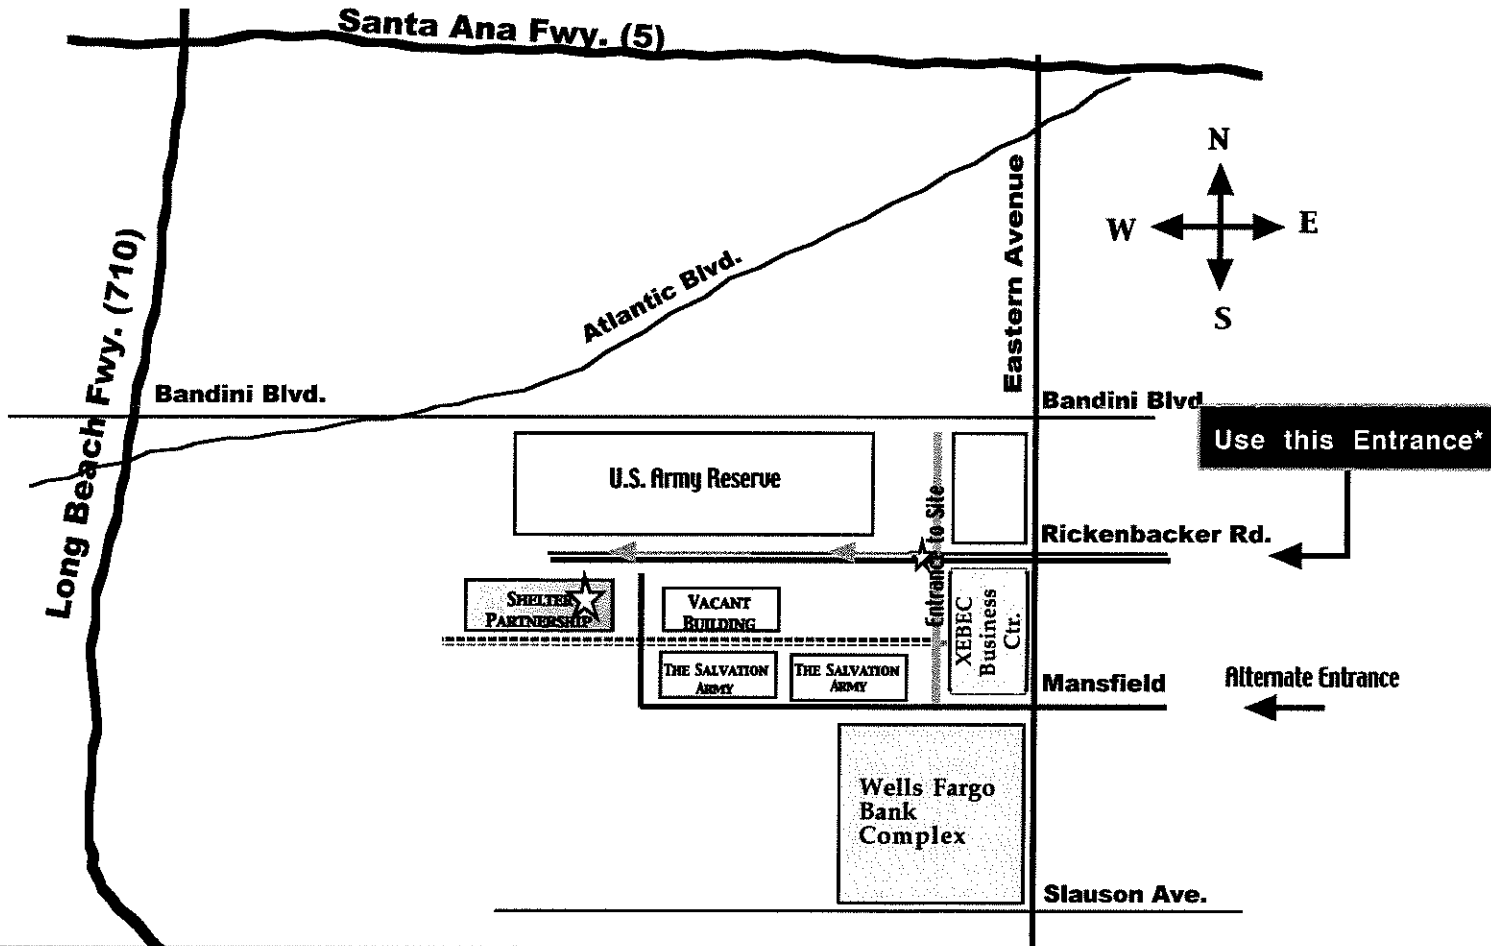 Santa Ana Fwy. (5)
N
W
E
S
Eastern Avenue
Atlantic Blvd.
Long Beach Fwy. (710)
Bandini Blvd.
Bandini Blvd
Use this Entrance*
U.S. Army Reserve
Entrance to Site
Rickenbacker Rd.
SHELTER
PARTNERSHIP
VACANT
BUILDING
XEBEC
Business
Ctr.
THE SALVATION
ARMY
THE SALVATION
ARMY
Mansfield
Alternate Entrance
Wells Fargo
Bank
Complex
Slauson Ave.